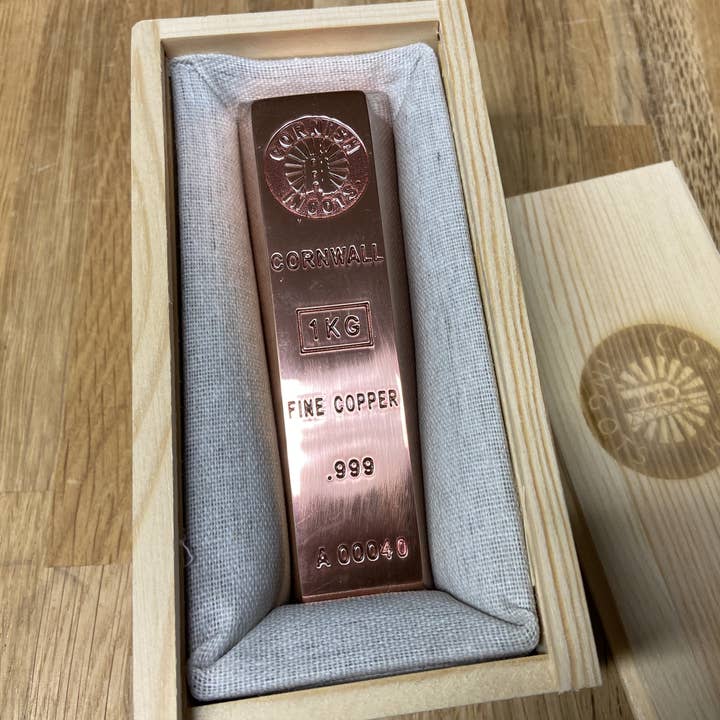 CORNISH
INGOTS
CORNWALL
1KG
FINE COPPER
.999
A 00040